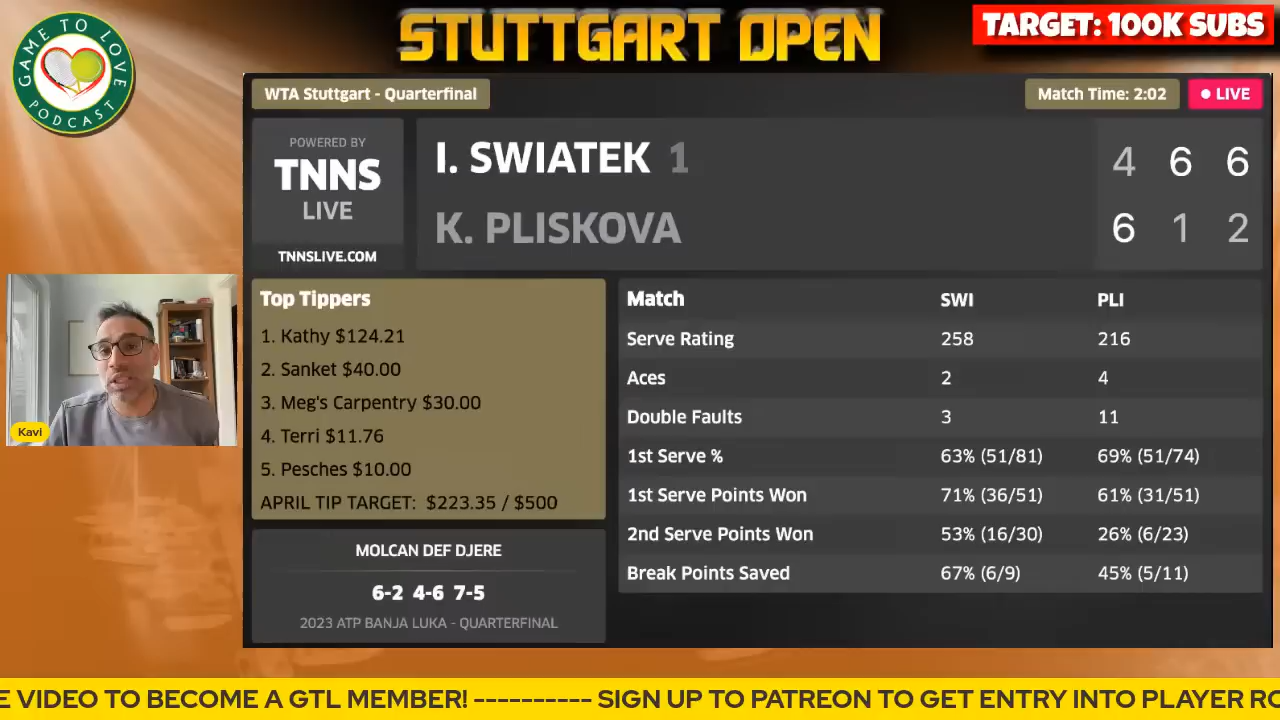 GAME TO LOVE
PODCAST
STUTTGART OPEN
TARGET: 100K SUBS
WTA Stuttgart - Quarterfinal
Match Time: 2:02
LIVE
POWERED BY
TNNS
LIVE
TNNSLIVE.COM
I. SWIATEK 1 4 6 6
K. PLISKOVA 6 1 2
Top Tippers
1. Kathy $124.21
2. Sanket $40.00
3. Meg's Carpentry $30.00
4. Terri $11.76
5. Pesches $10.00
APRIL TIP TARGET: $223.35 / $500
MOLCAN DEF DJERE
6-2 4-6 7-5
2023 ATP BANJA LUKA - QUARTERFINAL
Match SWI PLI
Serve Rating 258 216
Aces 2 4
Double Faults 3 11
1st Serve % 63% (51/81) 69% (51/74)
1st Serve Points Won 71% (36/51) 61% (31/51)
2nd Serve Points Won 53% (16/30) 26% (6/23)
Break Points Saved 67% (6/9) 45% (5/11)
Kavi
E VIDEO TO BECOME A GTL MEMBER! ---------- SIGN UP TO PATREON TO GET ENTRY INTO PLAYER RO